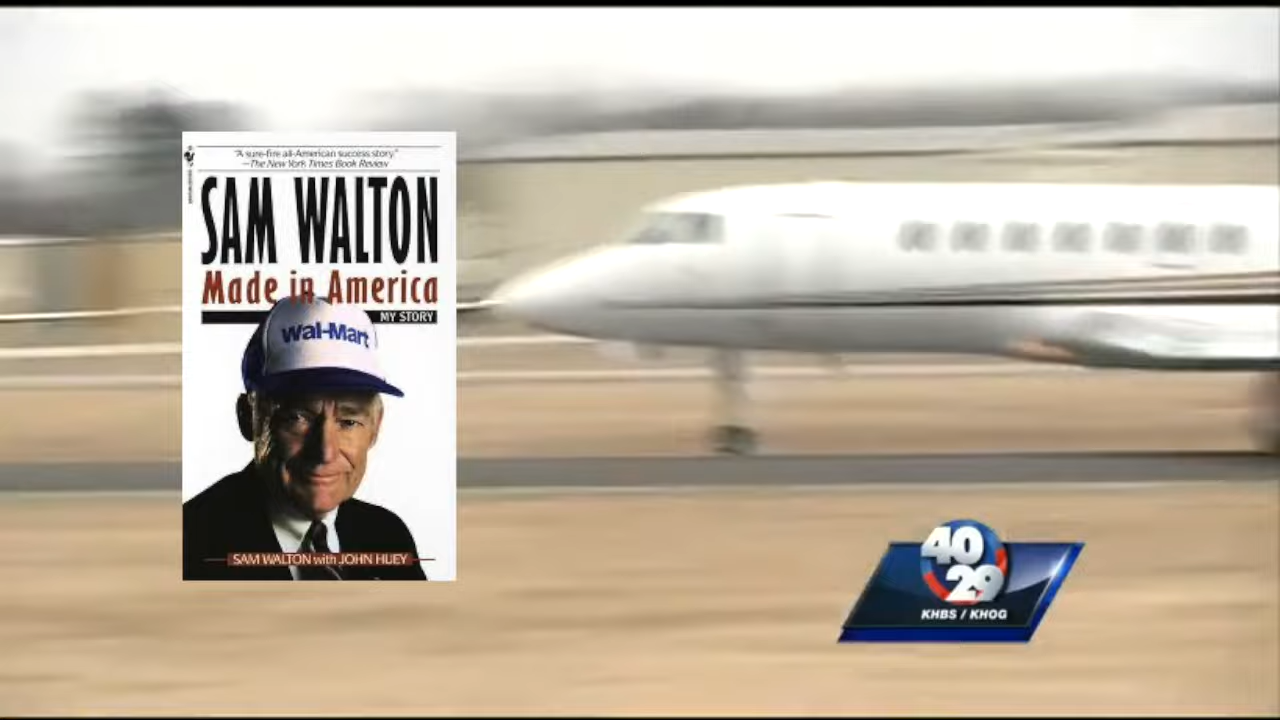 "A sure-fire all-American success story."
—The New York Times Book Review
SAM WALTON
Made in America
MY STORY
Wal-Mart
SAM WALTON with JOHN HUEY
40
29
KHBS / KHOG